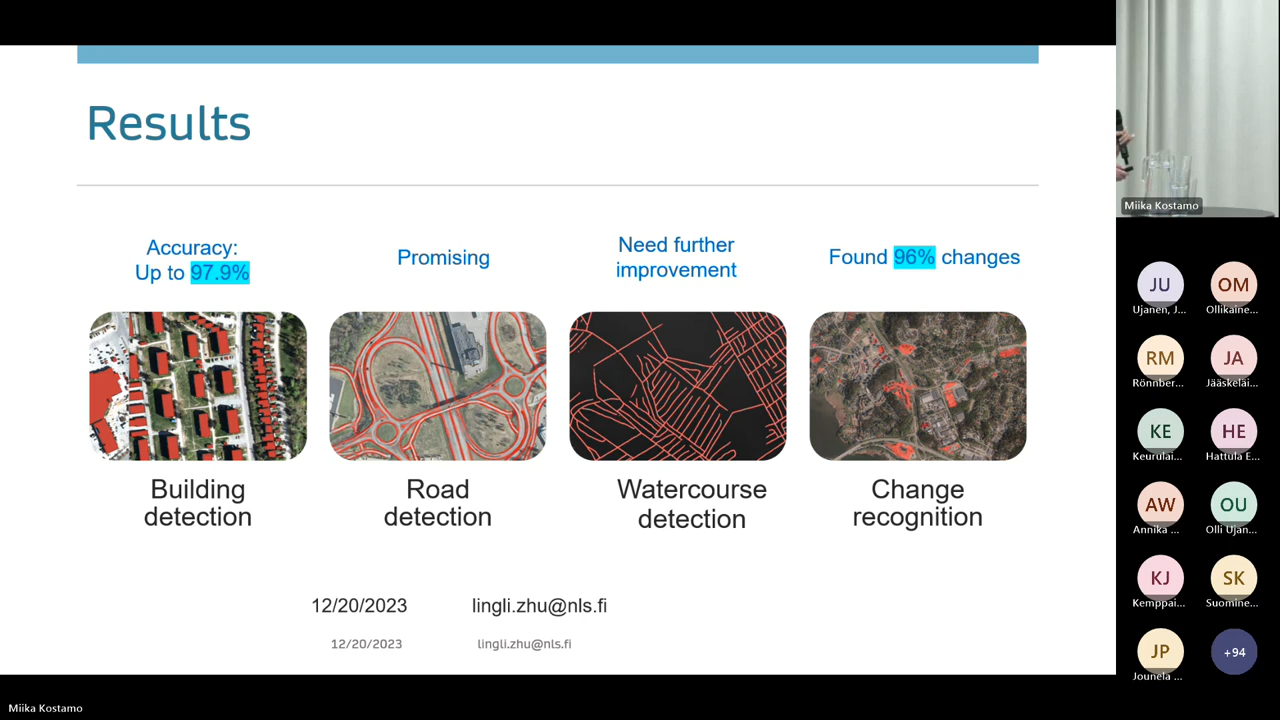 Results
Accuracy:
Up to 97.9%
Promising
Need further
improvement
Found 96% changes
Building
detection
Road
detection
Watercourse
detection
Change
recognition
12/20/2023
lingli.zhu@nls.fi
12/20/2023
lingli.zhu@nls.fi
Miika Kostamo
JU
Ujanen, J...
OM
Ollikaine...
RM
Rönnber...
JA
Jääskeläi...
KE
Keurulai...
HE
Hattula E...
AW
Annika ...
OU
Olli Ujan...
KJ
Kemppai...
SK
Suomine...
JP
Jounela ...
+94
Miika Kostamo